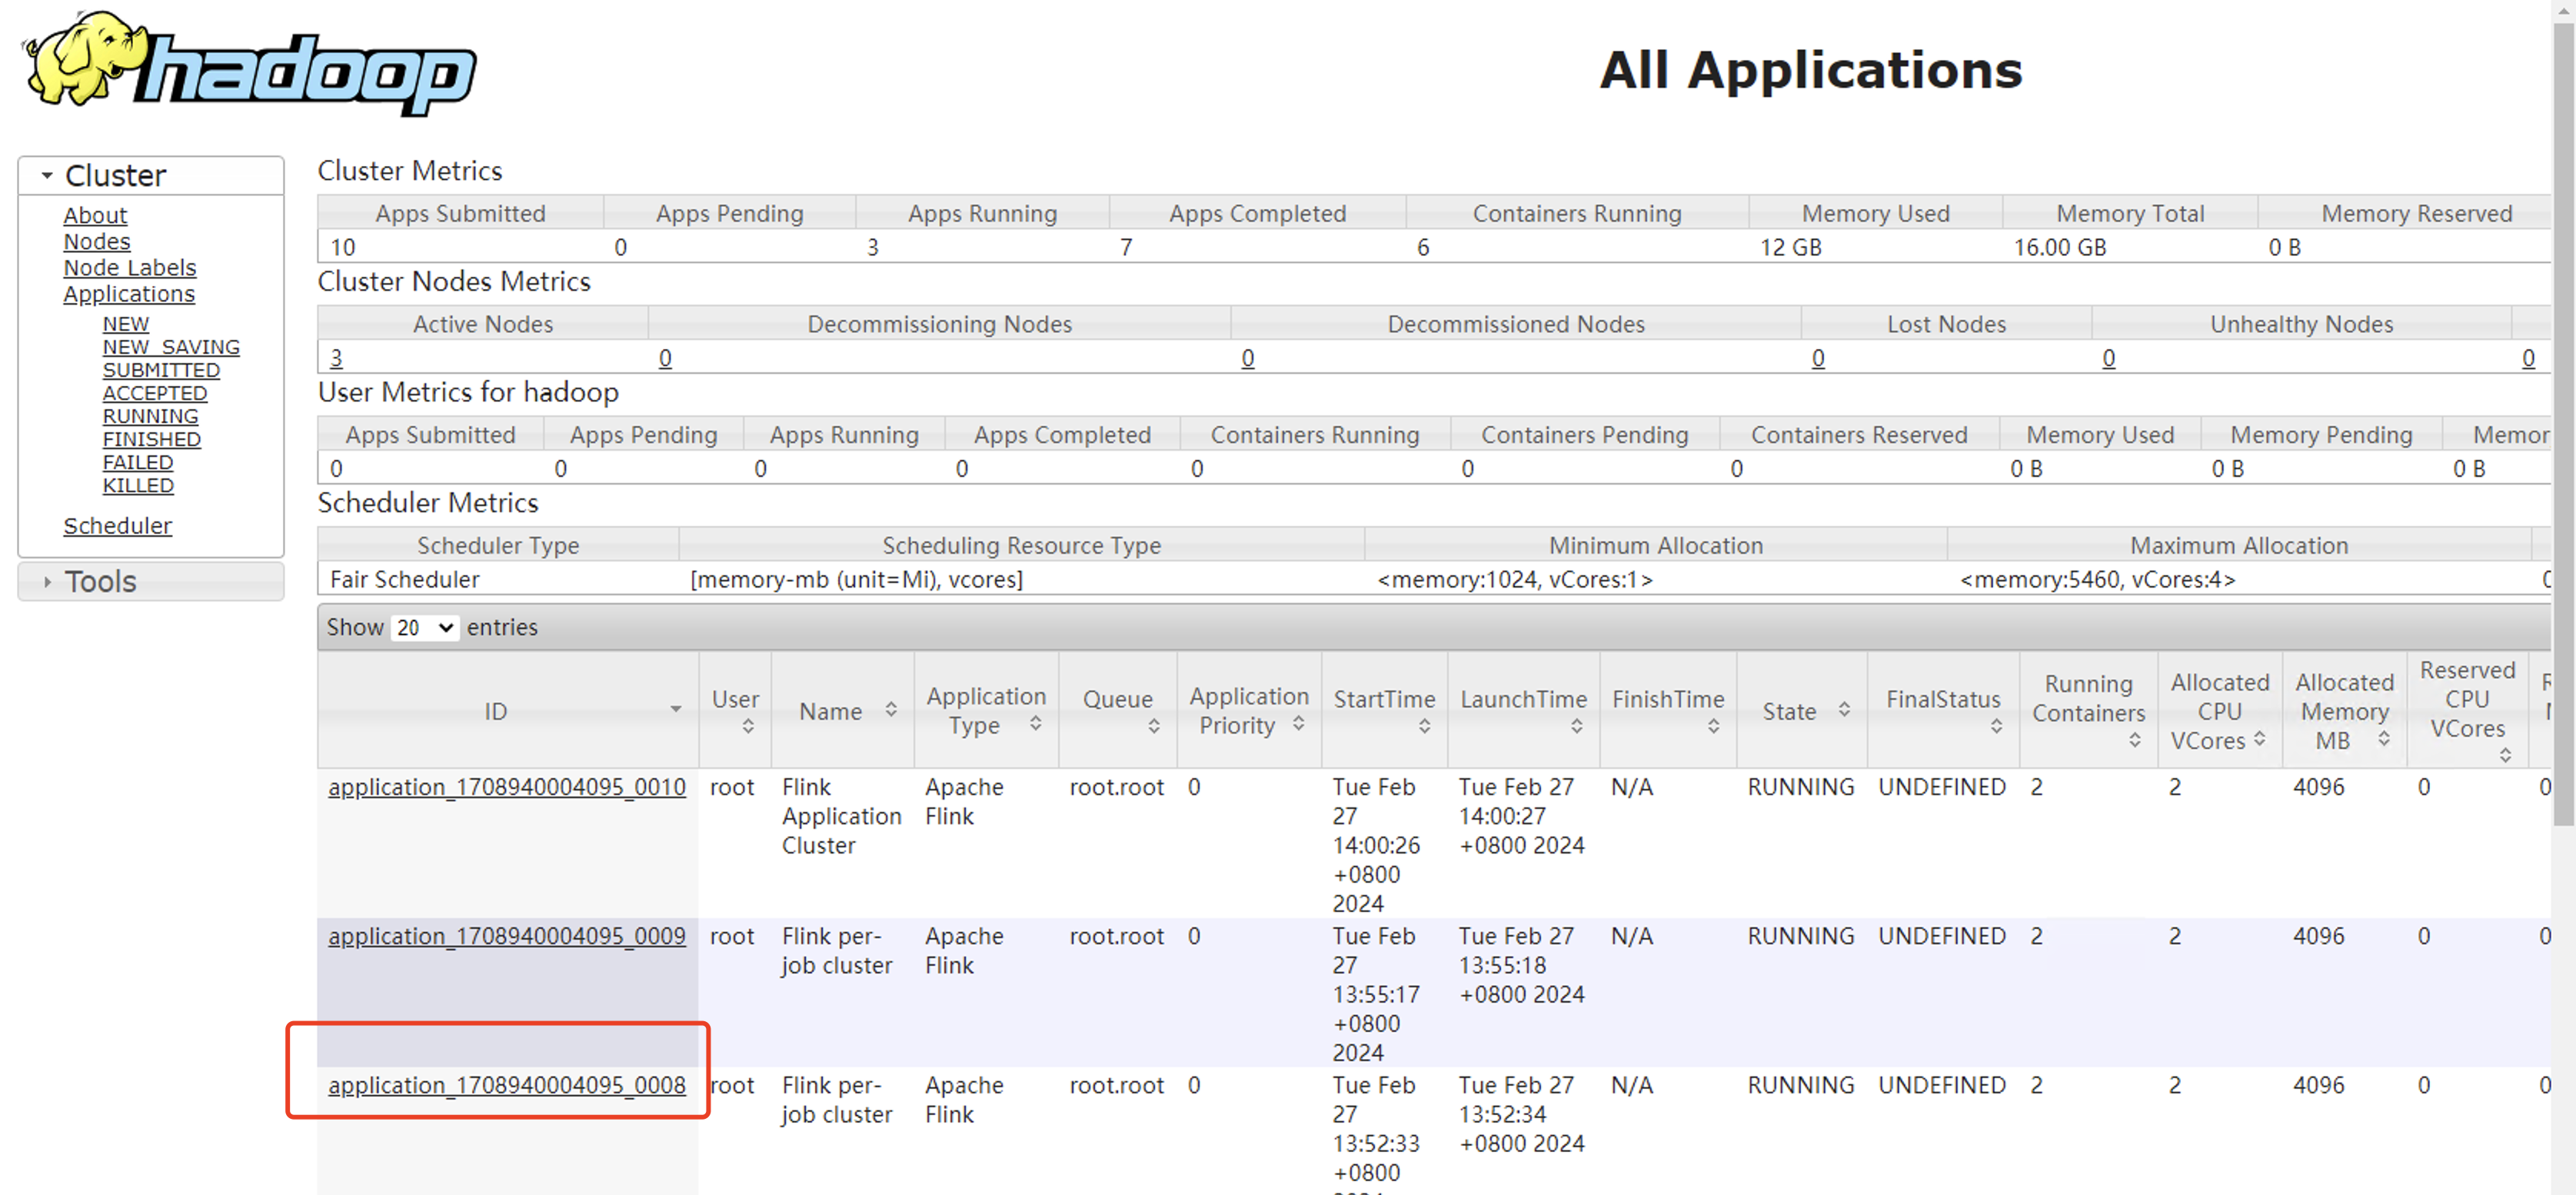 hadoop
All Applications
Cluster
About
Nodes
Node Labels
Applications
NEW
NEW_SAVING
SUBMITTED
ACCEPTED
RUNNING
FINISHED
FAILED
KILLED
Scheduler
Tools
Cluster Metrics
Apps Submitted Apps Pending Apps Running Apps Completed Containers Running Memory Used Memory Total Memory Reserved
10 0 3 7 6 12 GB 16.00 GB 0 B
Cluster Nodes Metrics
Active Nodes Decommissioning Nodes Decommissioned Nodes Lost Nodes Unhealthy Nodes
3 0 0 0 0 0
User Metrics for hadoop
Apps Submitted Apps Pending Apps Running Apps Completed Containers Running Containers Pending Containers Reserved Memory Used Memory Pending Memor
0 0 0 0 0 0 0 0 B 0 B 0 B
Scheduler Metrics
Scheduler Type Scheduling Resource Type Minimum Allocation Maximum Allocation
Fair Scheduler [memory-mb (unit=Mi), vcores] <memory:1024, vCores:1> <memory:5460, vCores:4> 0
Show 20 entries
ID User Name Application Type Queue Application Priority StartTime LaunchTime FinishTime State FinalStatus Running Containers Allocated CPU VCores Allocated Memory MB Reserved CPU VCores
application_1708940004095_0010 root Flink Apache root.root 0 Tue Feb Tue Feb 27 N/A RUNNING UNDEFINED 2 2 4096 0 0
Application Flink 27 14:00:27
Cluster 14:00:26 +0800 2024
+0800
2024
application_1708940004095_0009 root Flink per- Apache root.root 0 Tue Feb Tue Feb 27 N/A RUNNING UNDEFINED 2 2 4096 0 0
job cluster Flink 27 13:55:18
13:55:17 +0800 2024
+0800
2024
application_1708940004095_0008 root Flink per- Apache root.root 0 Tue Feb Tue Feb 27 N/A RUNNING UNDEFINED 2 2 4096 0 0
job cluster Flink 27 13:52:34
13:52:33 +0800 2024
+0800